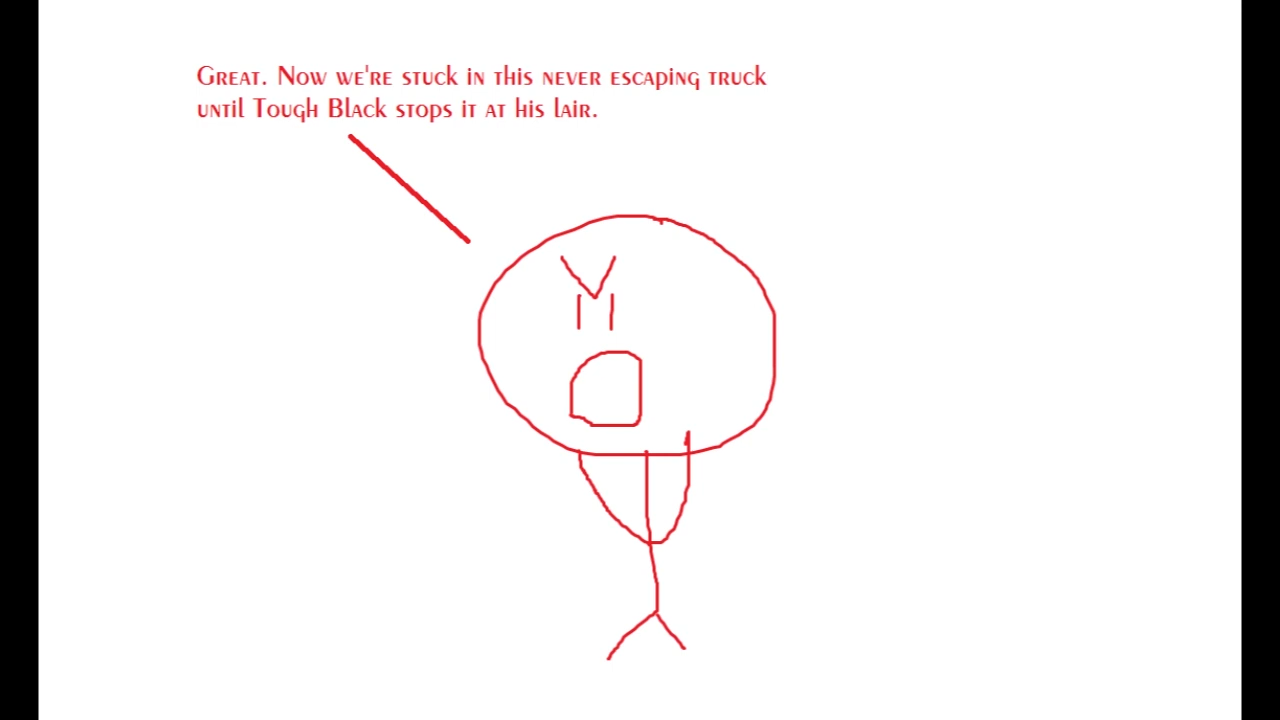 Great. Now we're stuck in this never escaping truck
until Tough Black stops it at his lair.